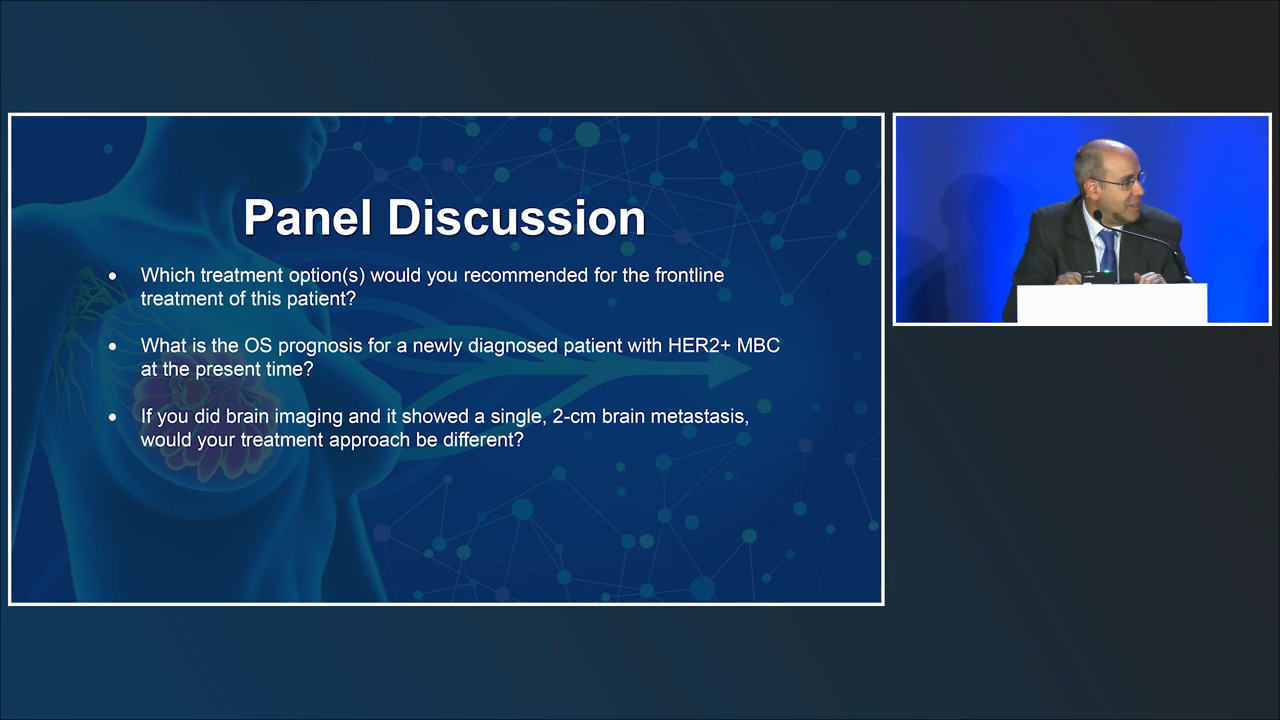 Panel Discussion
• Which treatment option(s) would you recommended for the frontline
treatment of this patient?
• What is the OS prognosis for a newly diagnosed patient with HER2+ MBC
at the present time?
• If you did brain imaging and it showed a single, 2-cm brain metastasis,
would your treatment approach be different?